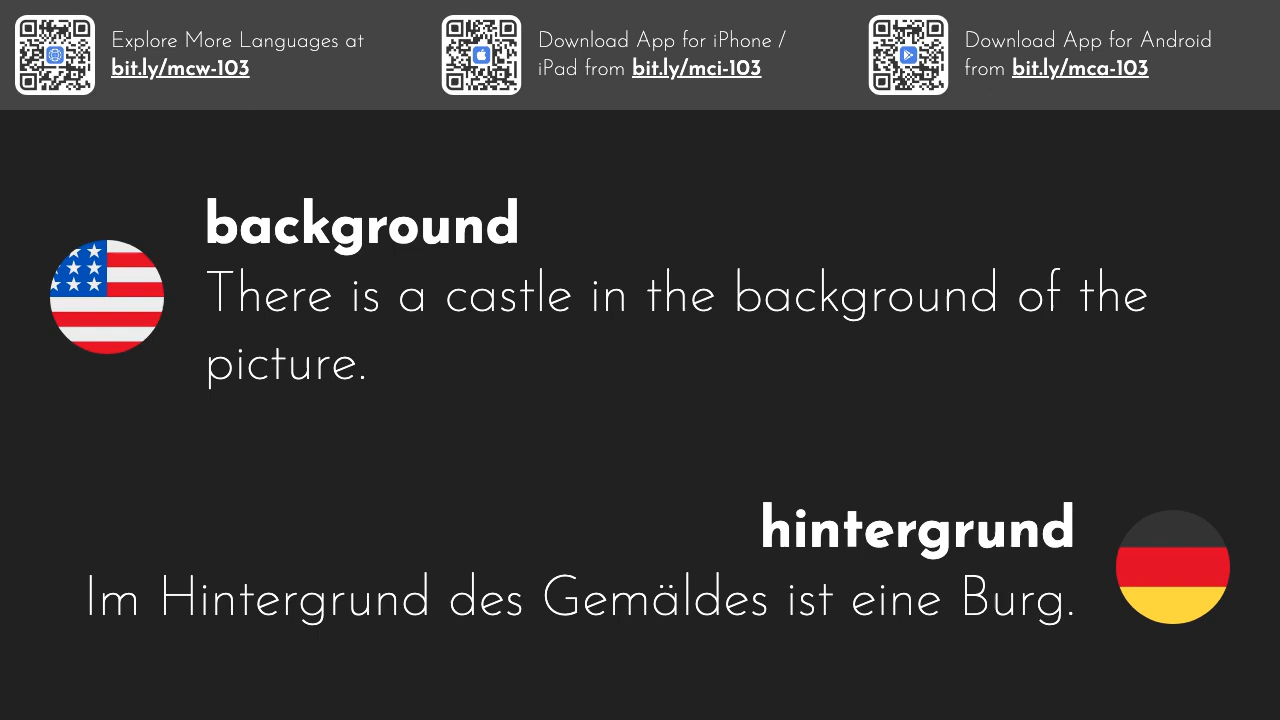 Explore More Languages at
bit.ly/mcw-103
Download App for iPhone /
iPad from bit.ly/mci-103
Download App for Android
from bit.ly/mca-103
background
There is a castle in the background of the
picture.
hintergrund
Im Hintergrund des Gemäldes ist eine Burg.